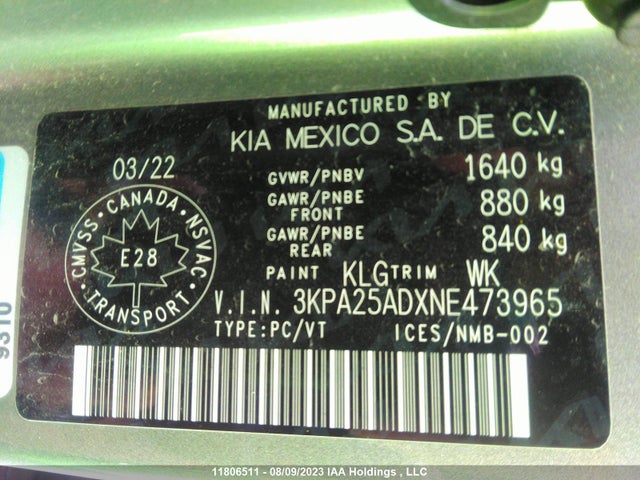 MANUFACTURED BY
KIA MEXICO S.A. DE C.V.
03/22
GVWR/PNBV 1640 kg
GAWR/PNBE FRONT 880 kg
GAWR/PNBE REAR 840 kg
CMVSS • CANADA • NSVAC
E28
• TRANSPORT •
PAINT KLG TRIM WK
V.I.N. 3KPA25ADXNE473965
TYPE:PC/VT ICES/NMB-002
9310
11806511 - 08/09/2023 IAA Holdings , LLC